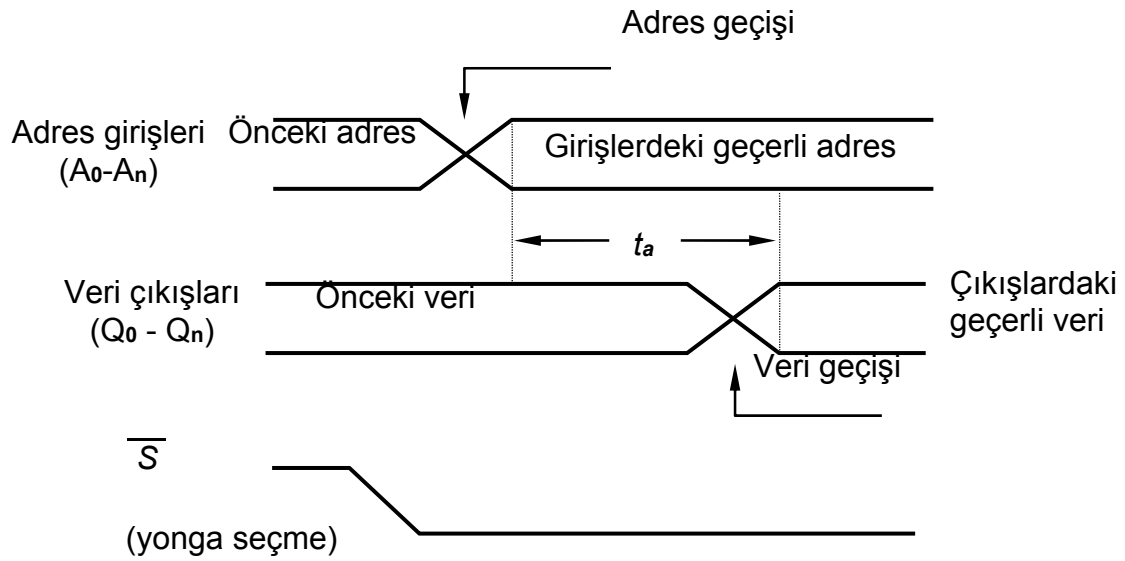 Adres geçişi
Adres girişleri
(A0-An)
Önceki adres
Girişlerdeki geçerli adres
ta
Veri çıkışları
(Q0 - Qn)
Önceki veri
Çıkışlardaki
geçerli veri
Veri geçişi
S̅
(yonga seçme)